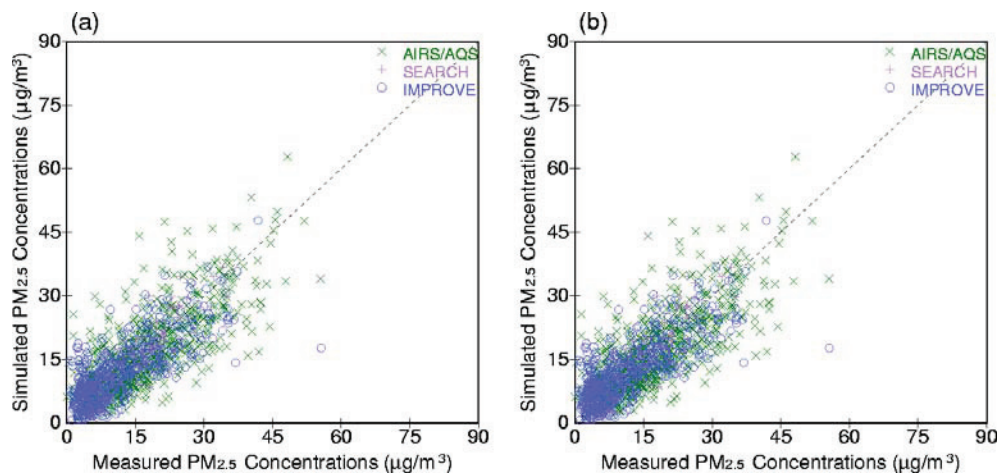 (a)
Simulated PM2.5 Concentrations (µg/m³)
90
75
60
45
30
15
0
AIRS/AQS
SEARCH
IMPROVE
0 15 30 45 60 75 90
Measured PM2.5 Concentrations (µg/m³)
(b)
Simulated PM2.5 Concentrations (µg/m³)
90
75
60
45
30
15
0
AIRS/AQS
SEARCH
IMPROVE
0 15 30 45 60 75 90
Measured PM2.5 Concentrations (µg/m³)